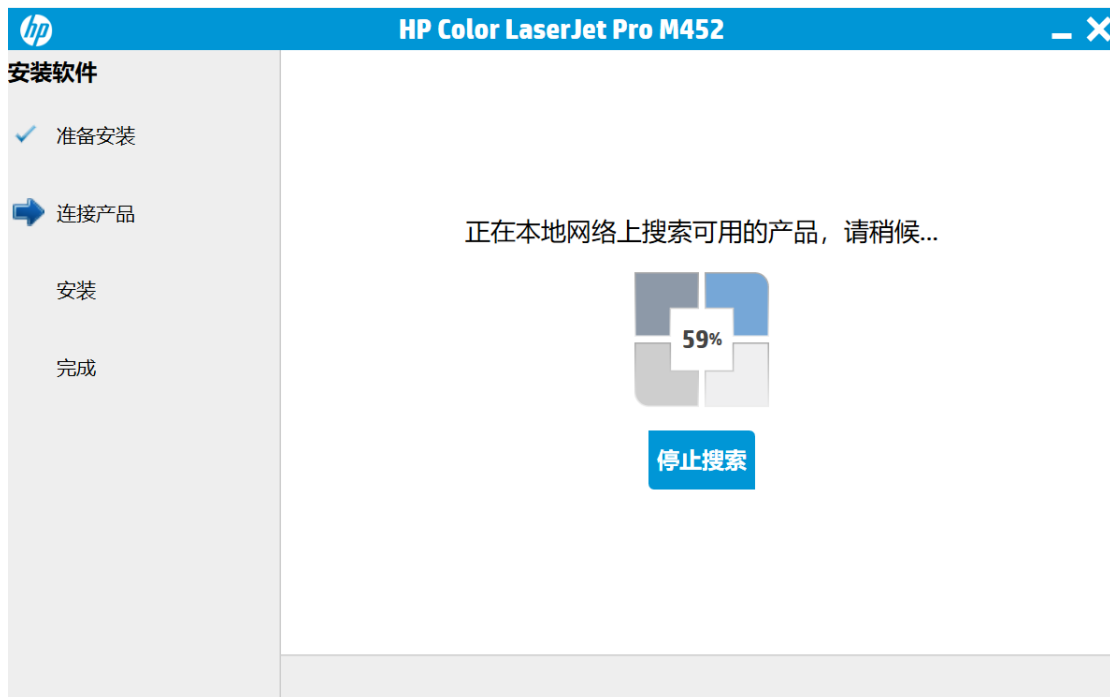 hp
HP Color LaserJet Pro M452
安装软件
准备安装
连接产品
安装
完成
正在本地网络上搜索可用的产品，请稍候...
59%
停止搜索